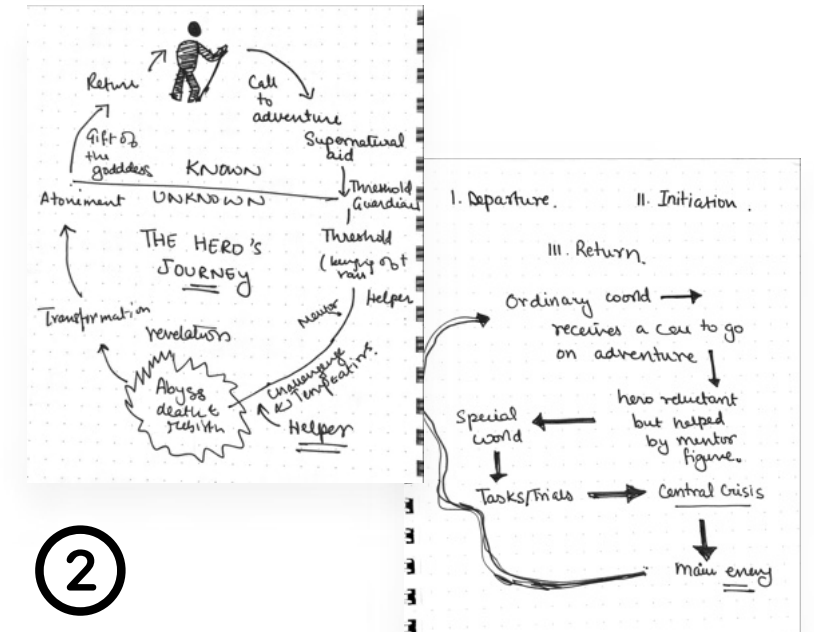 Return
Call
to
adventure
Supernatural
aid
Gift of
the
godddess
KNOWN
Threshold
Guardian
Atonement
UNKNOWN
Threshold
THE HERO'S
JOURNEY
Helper
Mentor
Transformation
revelation
Challenge
& Temptations.
Abyss
death &
rebirth
Helper
I. Departure.
II. Initiation.
III. Return.
Ordinary world
receives a call to go
on adventure
hero reluctant
but helped
by mentor
figure.
Special
world
Tasks/Trials
Central Crisis
Main enemy
2